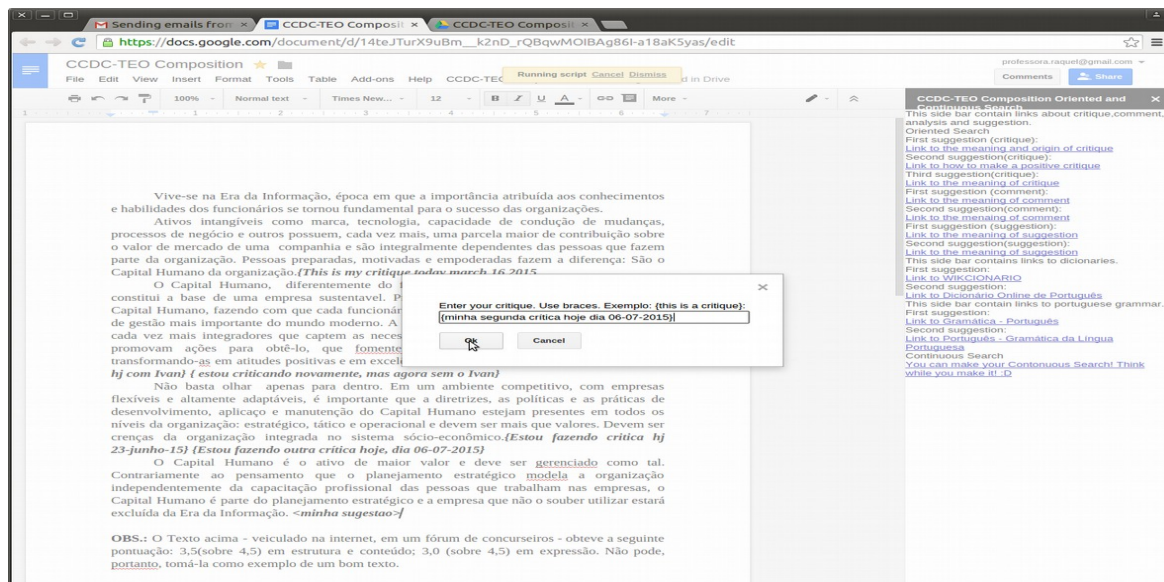 Sending emails from
CCDC-TEO Composit
CCDC-TEO Composit
https://docs.google.com/document/d/14teJTurX9uBm__k2nD_rQBqwMOIBAg86I-a18aK5yas/edit
CCDC-TEO Composition
professora.raquel@gmail.com
File Edit View Insert Format Tools Table Add-ons Help CCDC-TEC
Running script Cancel Dismiss
d in Drive
Comments
Share
100% Normal text Times New... 12 B I U A More
1 1 2 3 4 5 6 7
CCDC-TEO Composition Oriented and
Continuous Search
This side bar contain links about critique,comment,
analysis and suggestion.
Oriented Search
First suggestion (critique):
Link to the meaning and origin of critique
Second suggestion(critique):
Link to how to make a positive critique
Third suggestion(critique):
Link to the meaning of critique
First suggestion (comment):
Link to the meaning of comment
Second suggestion(comment):
Link to the menaing of comment
First suggestion (suggestion):
Link to the meaning of suggestion
Second suggestion(suggestion):
Link to the meaning of suggestion
This side bar contains links to dicionaries.
First suggestion:
Link to WIKCIONARIO
Second suggestion:
Link to Dicionário Online de Português
This side bar contain links to portuguese grammar.
First suggestion:
Link to Gramática - Português
Second suggestion:
Link to Português - Gramática da Língua
Portuguesa
Continuous Search
You can make your Contonuous Search! Think
while you make it! :D
Vive-se na Era da Informação, época em que a importância atribuída aos conhecimentos
e habilidades dos funcionários se tornou fundamental para o sucesso das organizações.
Ativos intangíveis como marca, tecnologia, capacidade de condução de mudanças,
processos de negócio e outros possuem, cada vez mais, uma parcela maior de contribuição sobre
o valor de mercado de uma companhia e são integralmente dependentes das pessoas que fazem
parte da organização. Pessoas preparadas, motivadas e empoderadas fazem a diferença: São o
Capital Humano da organização.{This is my critique today march 16 2015
O Capital Humano, diferentemente do f
constitui a base de uma empresa sustentavel. P
Capital Humano, fazendo com que cada funcionár
de gestão mais importante do mundo moderno. A
cada vez mais integradores que captem as neces
promovam ações para obtê-lo, que fomente
transformando-as em atitudes positivas e em excel
hj com Ivan} { estou criticando novamente, mas agora sem o Ivan}
Enter your critique. Use braces. Exemplo: {this is a critique}:
{minha segunda crítica hoje dia 06-07-2015}
Ok
Cancel
Não basta olhar apenas para dentro. Em um ambiente competitivo, com empresas
flexíveis e altamente adaptáveis, é importante que a diretrizes, as políticas e as práticas de
desenvolvimento, aplicaço e manutenção do Capital Humano estejam presentes em todos os
níveis da organização: estratégico, tático e operacional e devem ser mais que valores. Devem ser
crenças da organização integrada no sistema sócio-econômico.{Estou fazendo critica hj
23-junho-15} {Estou fazendo outra crítica hoje, dia 06-07-2015}
O Capital Humano é o ativo de maior valor e deve ser gerenciado como tal.
Contrariamente ao pensamento que o planejamento estratégico modela a organização
independentemente da capacitação profissional das pessoas que trabalham nas empresas, o
Capital Humano é parte do planejamento estratégico e a empresa que não o souber utilizar estará
excluída da Era da Informação. <minha sugestao>
OBS.: O Texto acima - veiculado na internet, em um fórum de concurseiros - obteve a seguinte
pontuação: 3,5(sobre 4,5) em estrutura e conteúdo; 3,0 (sobre 4,5) em expressão. Não pode,
portanto, tomá-la como exemplo de um bom texto.